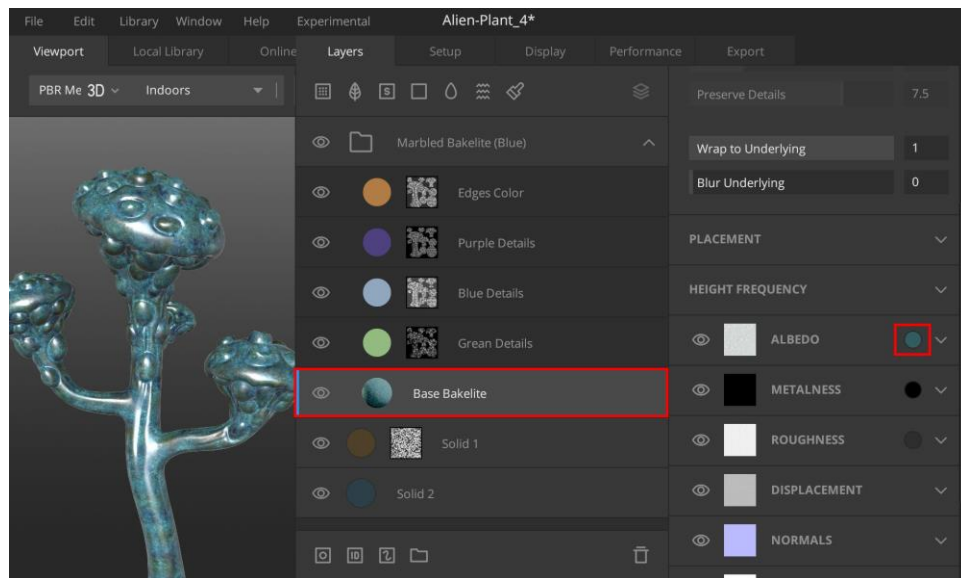 File Edit Library Window Help Experimental Alien-Plant_4*
Viewport Local Library Online Layers Setup Display Performance Export
PBR Me 3D Indoors
S
Preserve Details 7.5
Marbled Bakelite (Blue)
Wrap to Underlying 1
Blur Underlying 0
Edges Color
Purple Details
PLACEMENT
Blue Details
HEIGHT FREQUENCY
Grean Details
ALBEDO
Base Bakelite
METALNESS
Solid 1
ROUGHNESS
Solid 2
DISPLACEMENT
ID
NORMALS